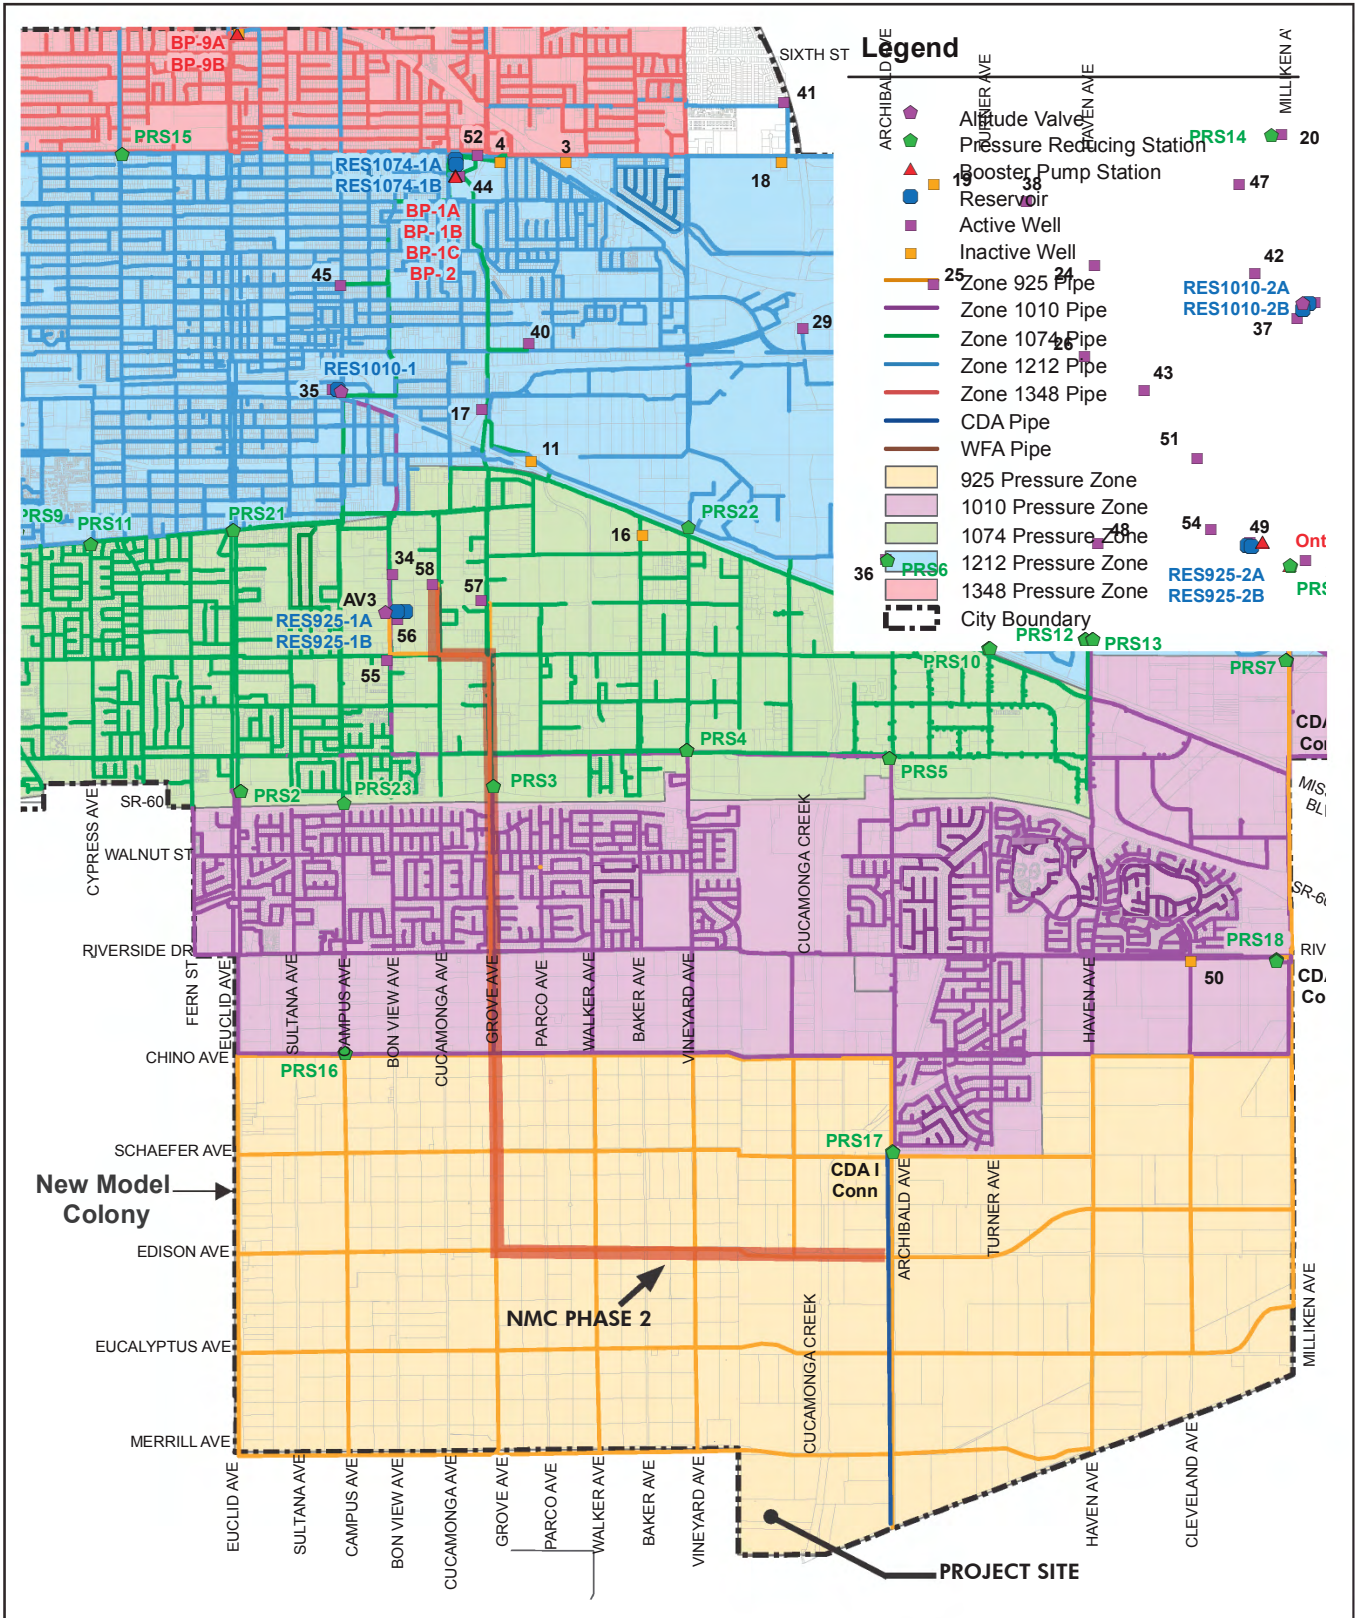 BP-9A
BP-9B
SIXTH ST
ARCHIBALD AVE
Legend
HAVEN AVE
41
Altitude Valve
PRS15
52
4
3
18
Pressure Reducing Station
PRS14
20
RES1074-1A
RES1074-1B
44
19
Booster Pump Station
38
47
Reservoir
BP-1A
BP-1B
BP-1C
BP- 2
Active Well
Inactive Well
45
25
Zone 925 Pipe
24
42
RES1010-2A
RES1010-2B
37
Zone 1010 Pipe
29
40
Zone 1074 Pipe
26
Zone 1212 Pipe
RES1010-1
35
Zone 1348 Pipe
43
17
CDA Pipe
WFA Pipe
11
51
925 Pressure Zone
1010 Pressure Zone
PRS9
PRS11
PRS21
PRS22
16
1074 Pressure Zone
48
54
49
Ont
34
58
57
36
PRS6
1212 Pressure Zone
RES925-2A
RES925-2B
PRS
AV3
RES925-1A
RES925-1B
56
1348 Pressure Zone
City Boundary
55
PRS12
PRS13
PRS10
PRS7
CDA
PRS4
PRS5
PRS2
PRS23
PRS3
SR-60
CYPRESS AVE
WALNUT ST
CUCAMONGA CREEK
RIVERSIDE DR
PRS18
50
FERN ST
EUCLID AVE
SULTANA AVE
CAMPUS AVE
BON VIEW AVE
CUCAMONGA AVE
GROVE AVE
PARCO AVE
WALKER AVE
BAKER AVE
VINEYARD AVE
HAVEN AVE
RIV
Co
CHINO AVE
PRS16
SCHAEFER AVE
PRS17
CDA I
Conn
New Model
Colony
EDISON AVE
ARCHIBALD AVE
TURNER AVE
NMC PHASE 2
EUCALYPTUS AVE
CUCAMONGA CREEK
MILLIKEN AVE
MERRILL AVE
EUCLID AVE
SULTANA AVE
CAMPUS AVE
BON VIEW AVE
CUCAMONGA AVE
GROVE AVE
PARCO AVE
WALKER AVE
BAKER AVE
VINEYARD AVE
HAVEN AVE
CLEVELAND AVE
PROJECT SITE